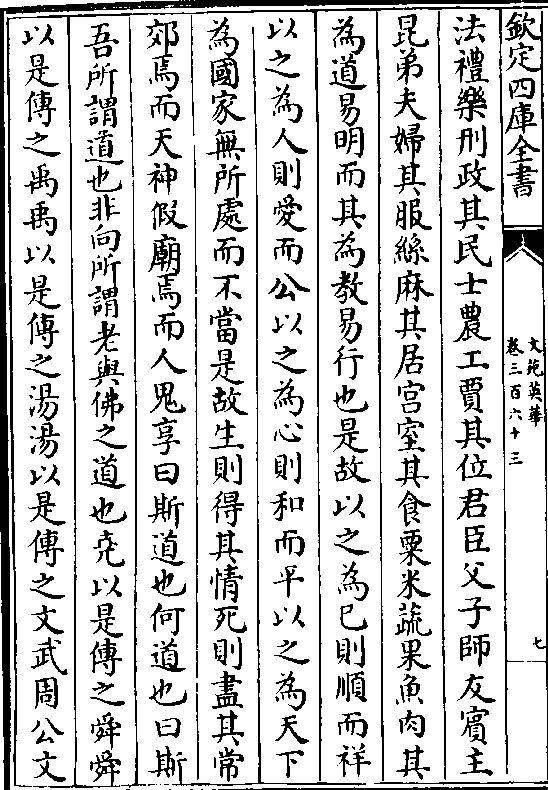 欽定四庫全書
文苑英華
卷三百六十三
七
法禮樂刑政其民士農工賈其位君臣父子師友賓主
昆弟夫婦其服絲麻其居宫室其食粟米蔬果魚肉其
為道易明而其為教易行也是故以之為已則順而祥
以之為人則愛而公以之為心則和而平以之為天下
為國家無所處而不當是故生則得其情死則盡其常
郊焉而天神假廟焉而人鬼享曰斯道也何道也曰斯
吾所謂道也非向所謂老與佛之道也尭以是傳之舜舜
以是傳之禹禹以是傳之湯湯以是傳之文武周公文